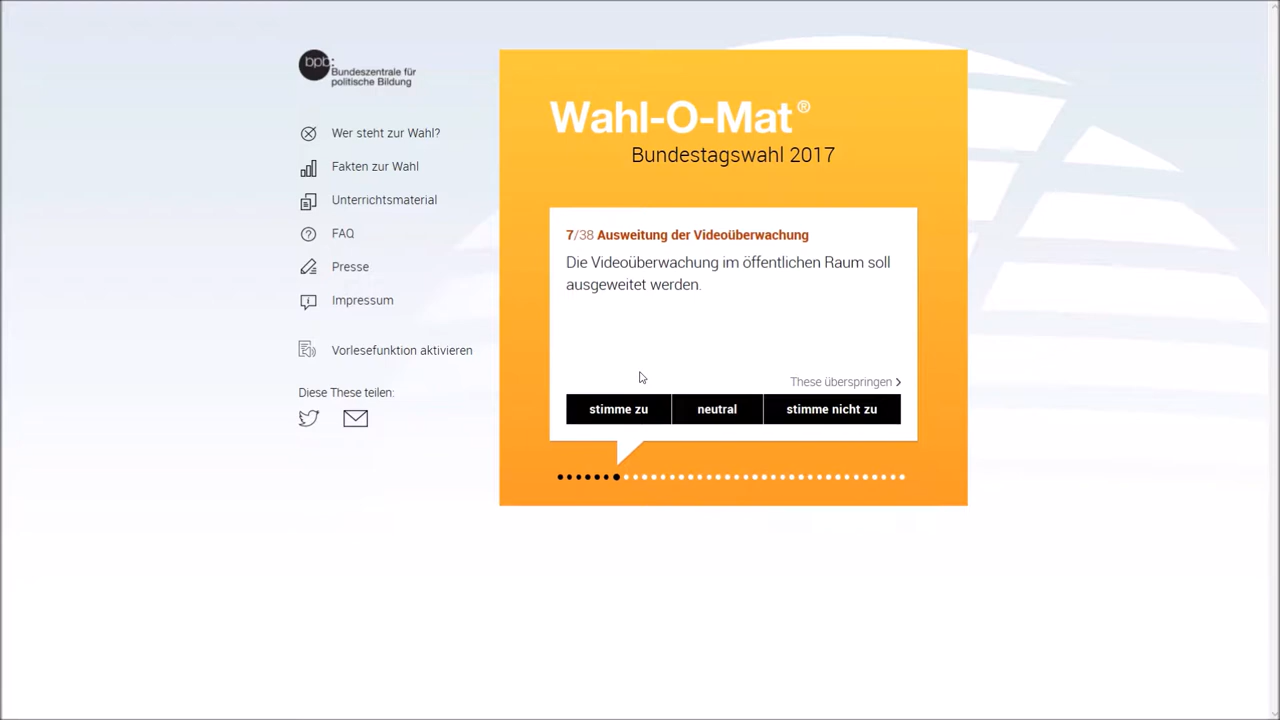 bpb:
Bundeszentrale für
politische Bildung
Wer steht zur Wahl?
Fakten zur Wahl
Unterrichtsmaterial
FAQ
Presse
Impressum
Vorlesefunktion aktivieren
Diese These teilen:
Wahl-O-Mat®
Bundestagswahl 2017
7/38 Ausweitung der Videoüberwachung
Die Videoüberwachung im öffentlichen Raum soll
ausgeweitet werden.
These überspringen
stimme zu neutral stimme nicht zu